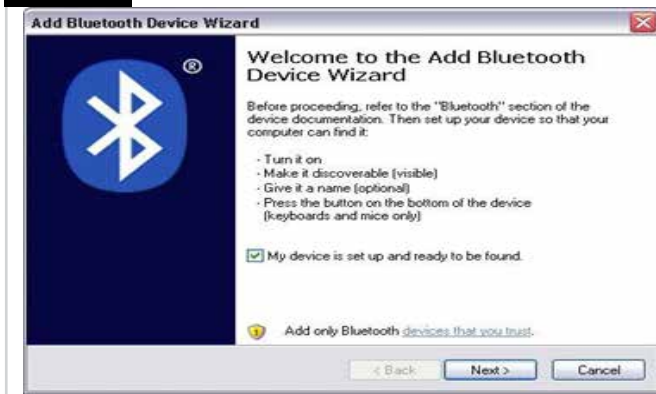 Add Bluetooth Device Wizard
®
Welcome to the Add Bluetooth
Device Wizard
Before proceeding, refer to the "Bluetooth" section of the
device documentation. Then set up your device so that your
computer can find it:
- Turn it on
- Make it discoverable (visible)
- Give it a name (optional)
- Press the button on the bottom of the device
(keyboards and mice only)
My device is set up and ready to be found.
Add only Bluetooth devices that you trust.
< Back Next > Cancel